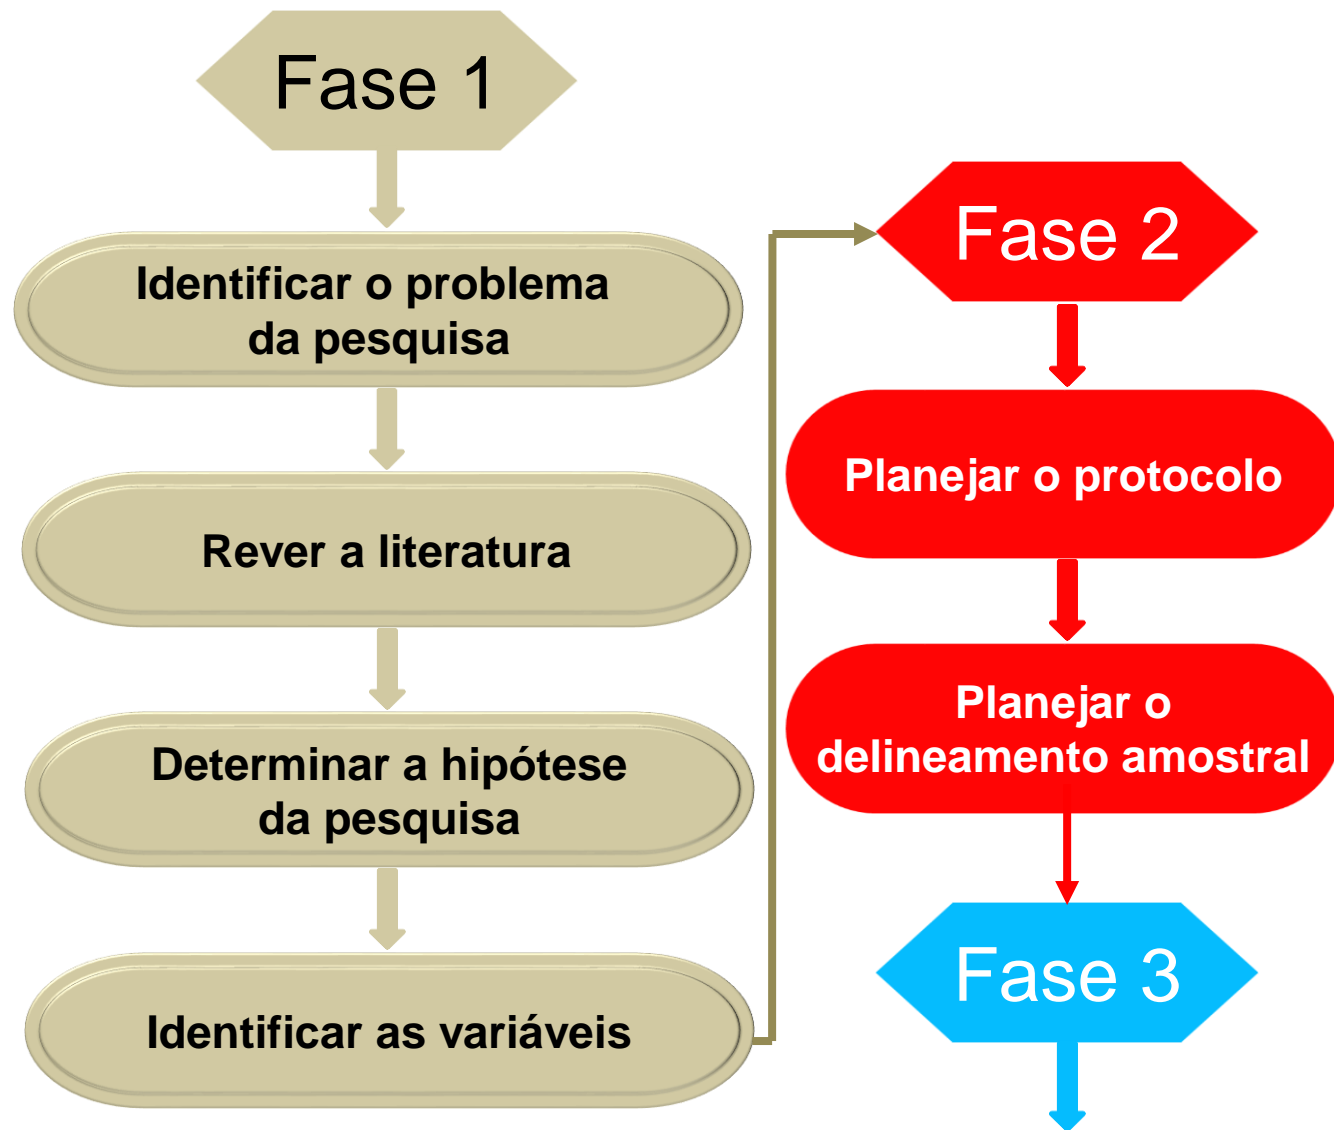 Fase 1
Identificar o problema
da pesquisa
Rever a literatura
Determinar a hipótese
da pesquisa
Identificar as variáveis
Fase 2
Planejar o protocolo
Planejar o
delineamento amostral
Fase 3